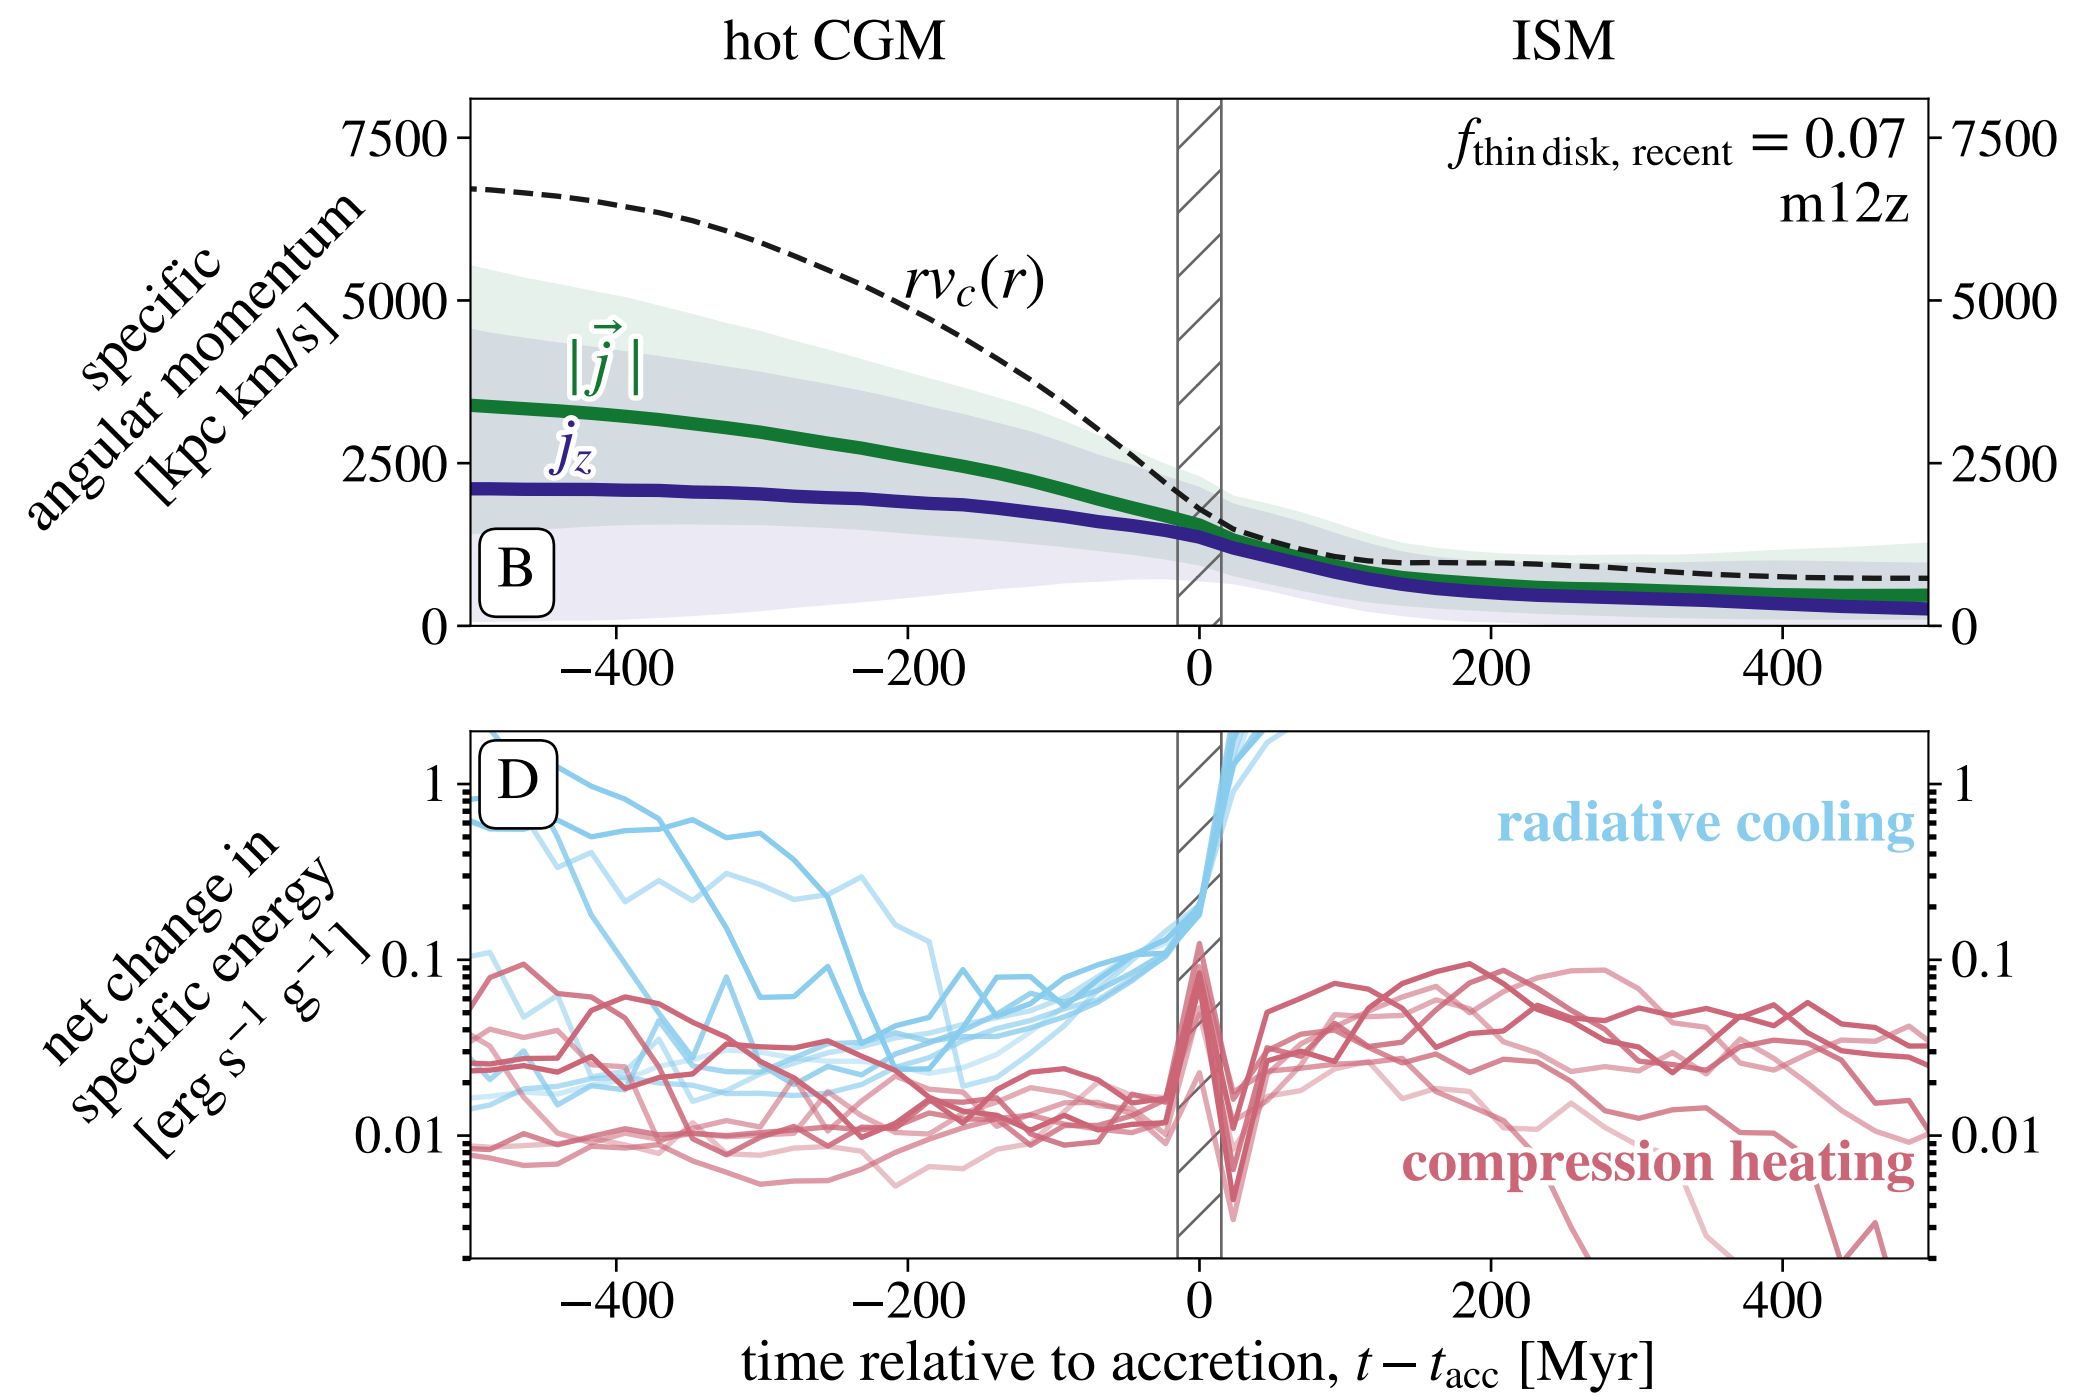 hot CGM
ISM
specific
angular momentum
[kpc km/s]
7500
5000
2500
0
f_thin disk, recent = 0.07
m12z
rv_c(r)
|j⃗|
j_z
B
7500
5000
2500
0
−400
−200
0
200
400
net change in
specific energy
[erg s⁻¹ g⁻¹]
1
0.1
0.01
D
radiative cooling
compression heating
1
0.1
0.01
−400
−200
0
200
400
time relative to accretion, t − t_acc [Myr]